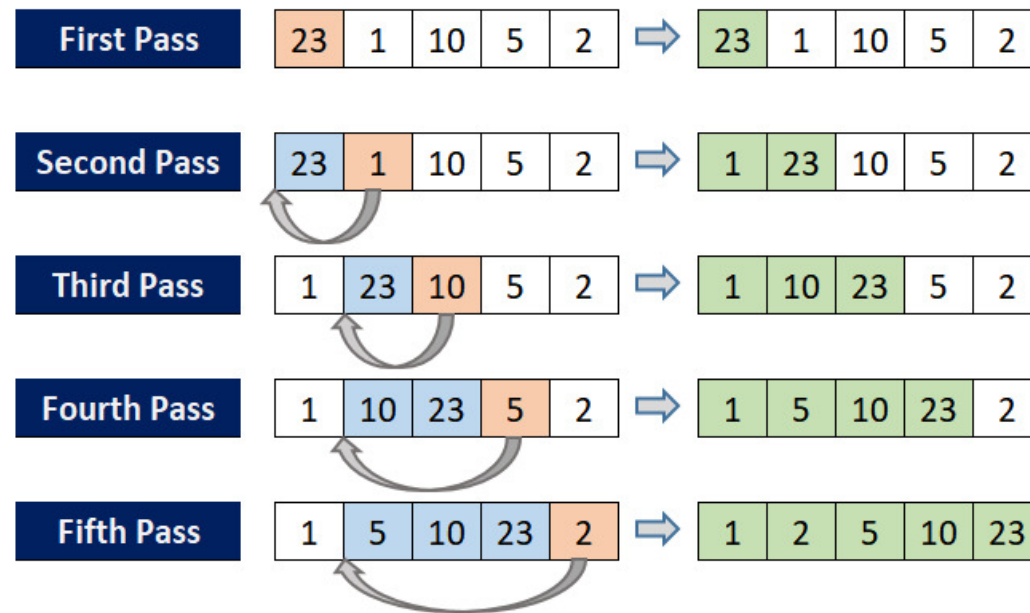 First Pass 23 1 10 5 2 23 1 10 5 2
Second Pass 23 1 10 5 2 1 23 10 5 2
Third Pass 1 23 10 5 2 1 10 23 5 2
Fourth Pass 1 10 23 5 2 1 5 10 23 2
Fifth Pass 1 5 10 23 2 1 2 5 10 23